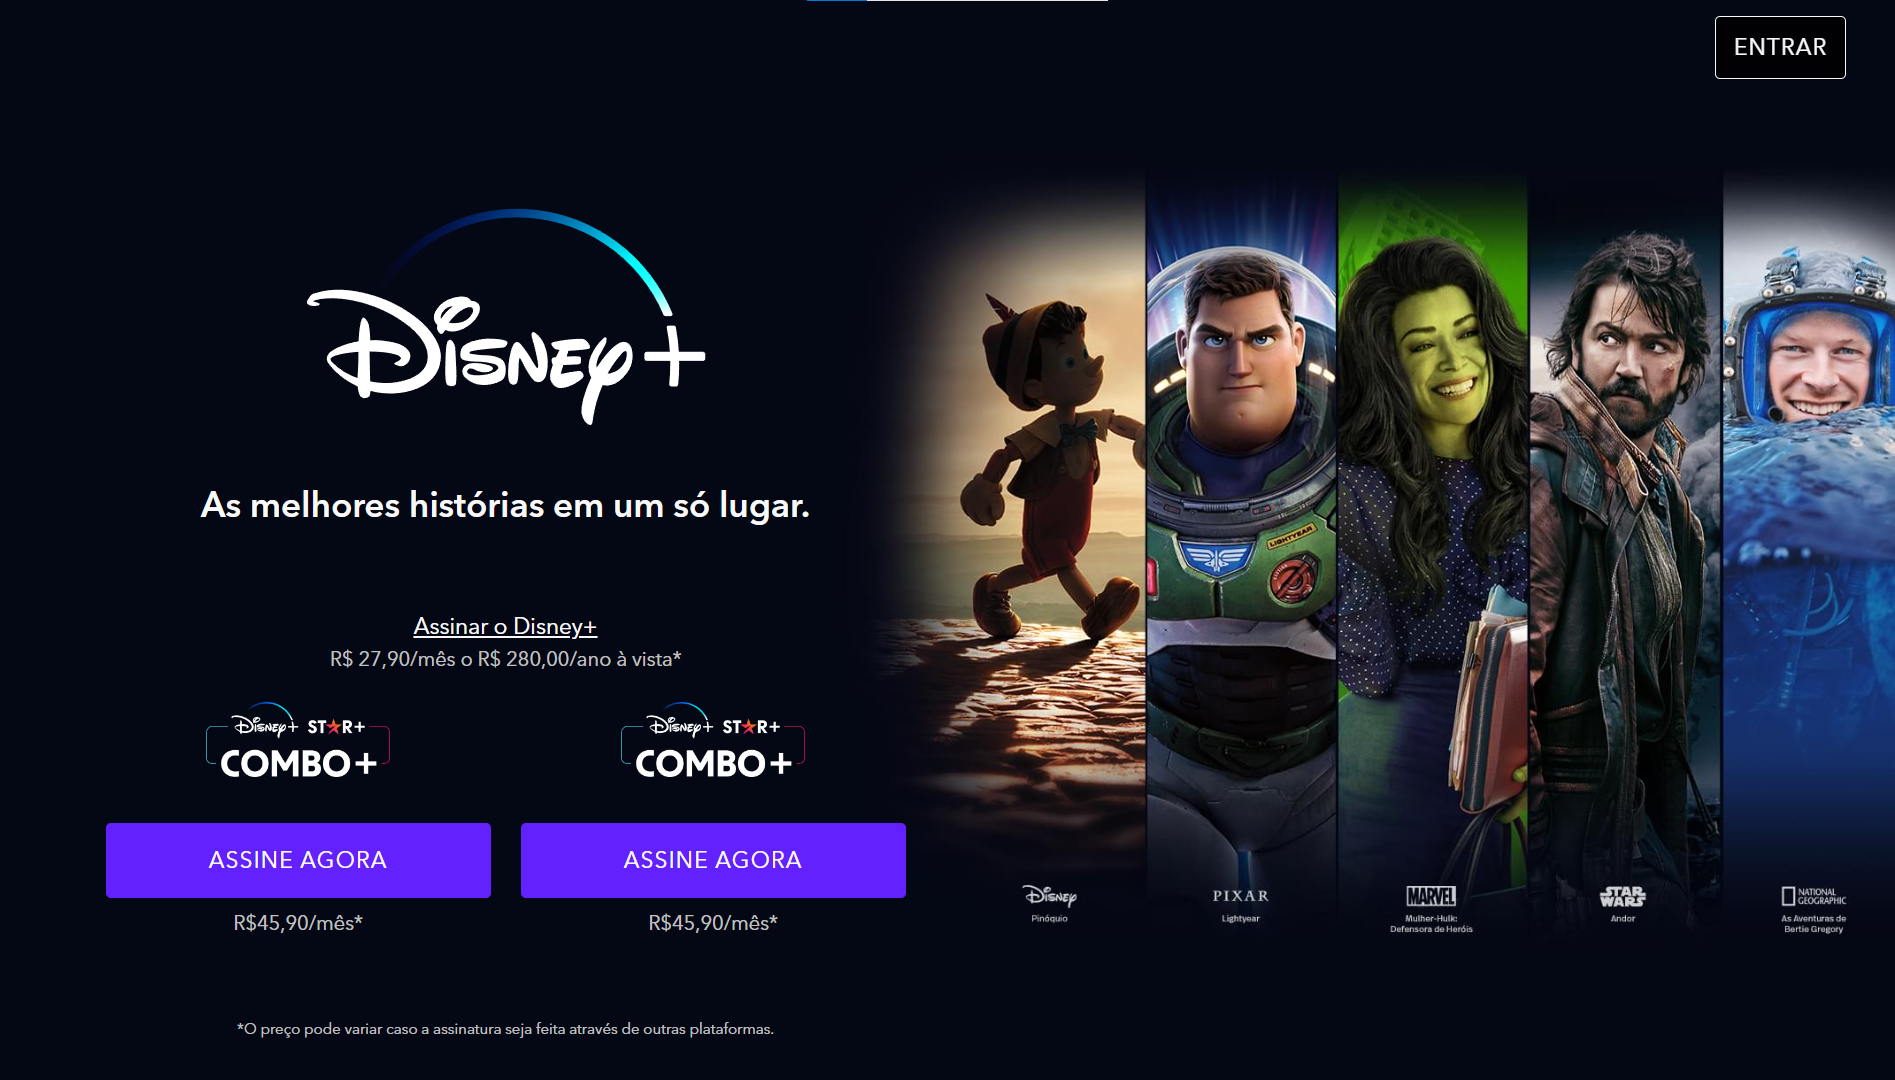 ENTRAR
Disney+
As melhores histórias em um só lugar.
Assinar o Disney+
R$ 27,90/mês o R$ 280,00/ano à vista*
Disney+ STAR+
COMBO+
Disney+ STAR+
COMBO+
ASSINE AGORA
ASSINE AGORA
R$45,90/mês*
R$45,90/mês*
*O preço pode variar caso a assinatura seja feita através de outras plataformas.
LIGHTYEAR
Disney
Pinóquio
PIXAR
Lightyear
MARVEL
Mulher-Hulk:
Defensora de Heróis
STAR
WARS
Andor
NATIONAL
GEOGRAPHIC
As Aventuras de
Bertie Gregory